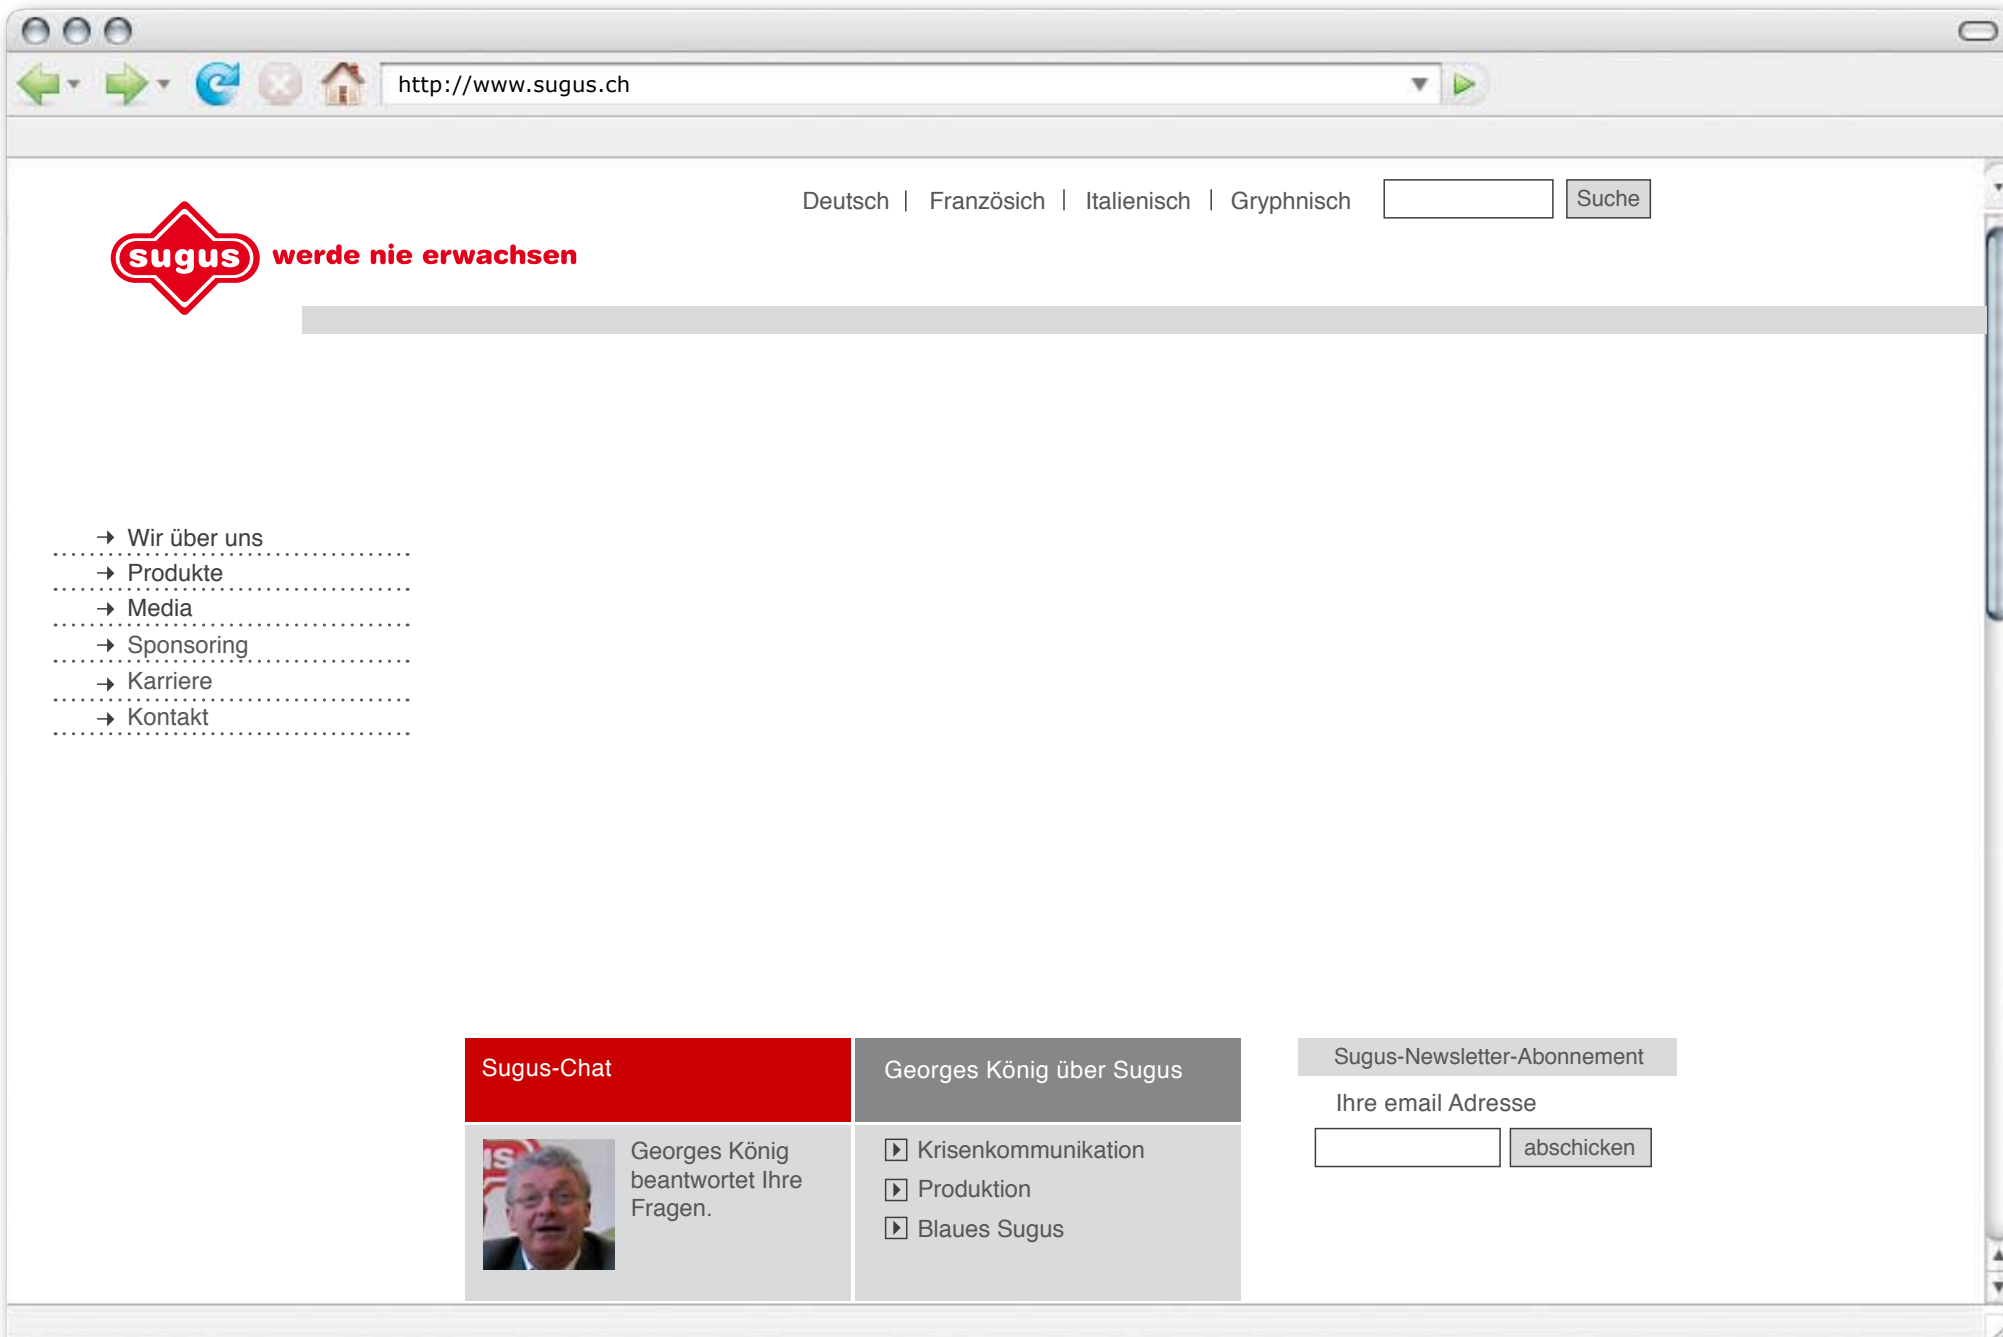 http://www.sugus.ch
Deutsch | Französich | Italienisch | Gryphnisch
Suche
sugus werde nie erwachsen
Wir über uns
Produkte
Media
Sponsoring
Karriere
Kontakt
Sugus-Chat
Georges König
beantwortet Ihre
Fragen.
Georges König über Sugus
Krisenkommunikation
Produktion
Blaues Sugus
Sugus-Newsletter-Abonnement
Ihre email Adresse
abschicken